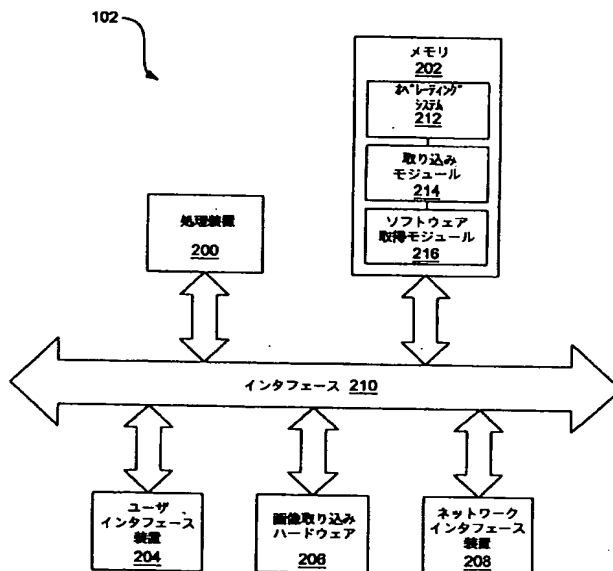 102
メモリ
202
オペレーティング
システム
212
取り込み
モジュール
214
ソフトウェア
取得モジュール
216
処理装置
200
インタフェース 210
ユーザ
インタフェース
装置
204
画像取り込み
ハードウェア
206
ネットワーク
インタフェース装置
208